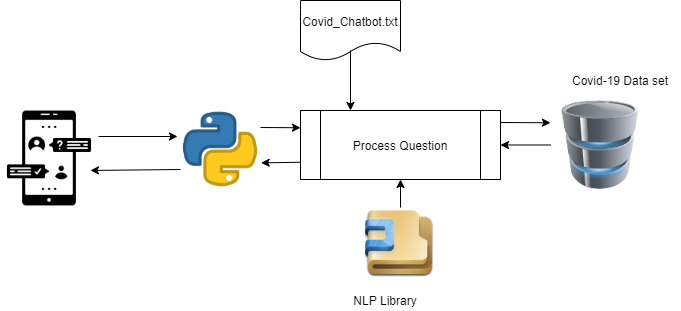 Covid_Chatbot.txt
Covid-19 Data set
Process Question
?
NLP Library